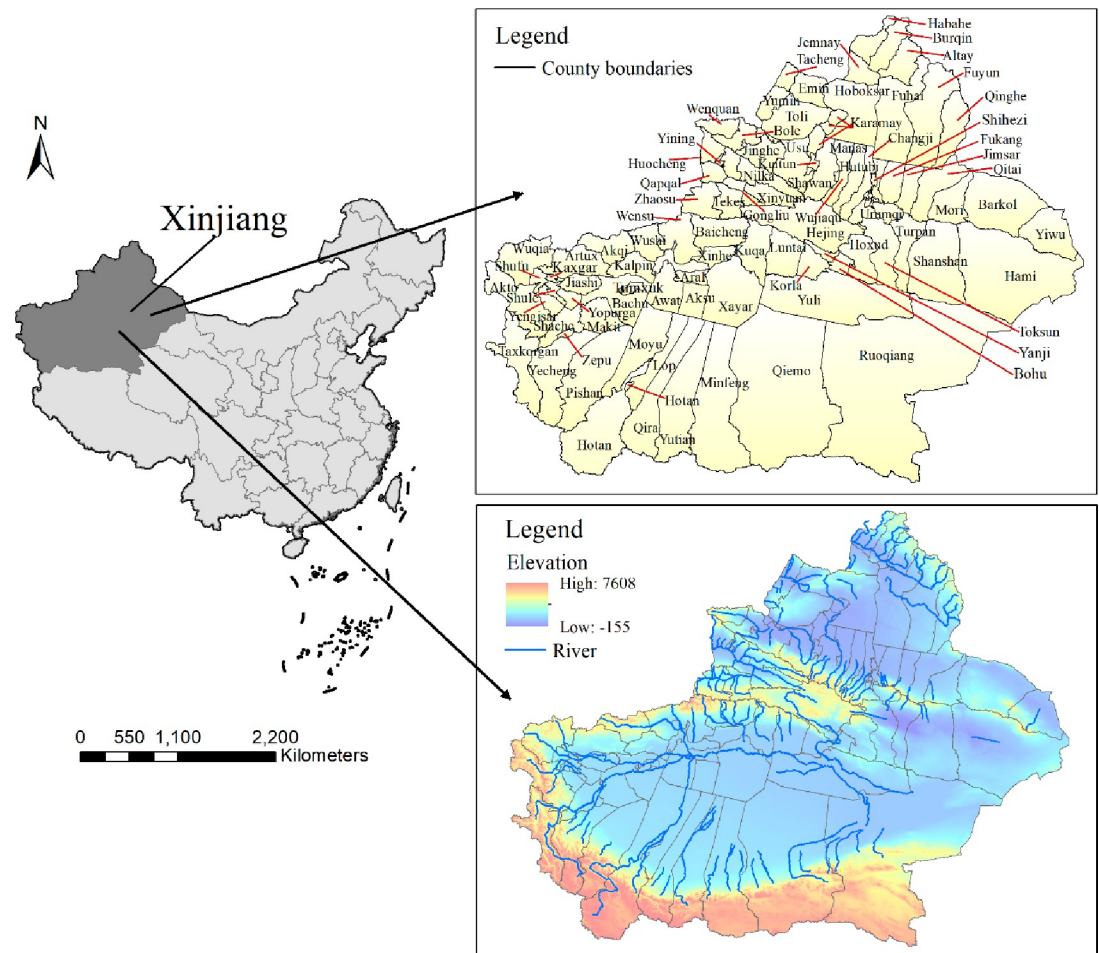 N
Xinjiang
0 550 1,100 2,200
Kilometers
Legend
County boundaries
Habahe
Burqin
Altay
Jemnay
Tacheng
Fuyun
Emin
Hoboksar
Fuhai
Qinghe
Yumin
Toli
Wenquan
Karamay
Shihezi
Bole
Changji
Yining
Usu
Manas
Fukang
Jinghe
Huocheng
Kuitun
Hutubi
Jimsar
Qapqal
Nilka
Shawan
Qitai
Zhaosu
Tekes
Xinyuan
Wensu
Gongliu
Wujiaqu
Urumqi
Mori
Barkol
Baicheng
Hejing
Turpan
Yiwu
Wuqia
Artux
Akqi
Wushi
Xinhe
Kuqa
Luntai
Hoxud
Shanshan
Shufu
Kaxgar
Kalpin
Hami
Akto
Jiashi
Aral
Korla
Shule
Tumxuk
Bachu
Awat
Aksu
Xayar
Yuli
Yengisar
Yopurga
Shache
Makit
Toksun
Taxkorgan
Zepu
Moyu
Yanji
Yecheng
Lop
Minfeng
Qiemo
Ruoqiang
Bohu
Pishan
Hotan
Qira
Yutian
Hotan
Legend
Elevation
High: 7608
Low: -155
River